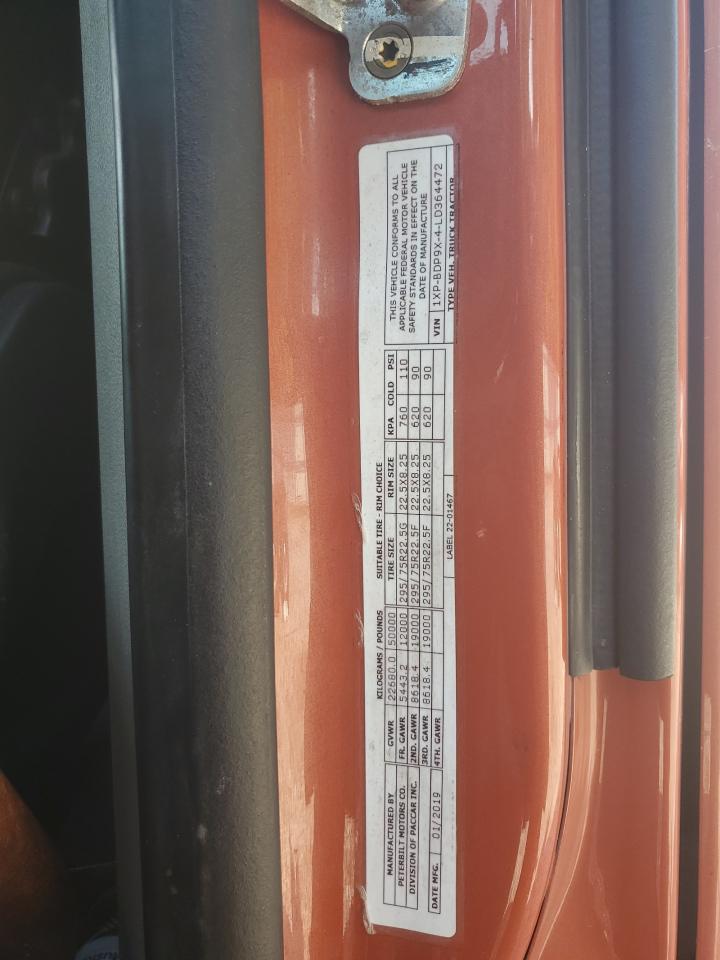 MANUFACTURED BY
PETERBILT MOTORS CO.
DIVISION OF PACCAR INC.
DATE MFG. 01/2019
KILOGRAMS / POUNDS
GVWR 22680.0 50000
FR. GAWR 5443.2 12000
2ND. GAWR 8618.4 19000
3RD. GAWR 8618.4 19000
4TH. GAWR
SUITABLE TIRE - RIM CHOICE
TIRE SIZE RIM SIZE KPA COLD PSI
295/75R22.5G 22.5X8.25 760 110
295/75R22.5F 22.5X8.25 620 90
295/75R22.5F 22.5X8.25 620 90
LABEL 22-01467
THIS VEHICLE CONFORMS TO ALL
APPLICABLE FEDERAL MOTOR VEHICLE
SAFETY STANDARDS IN EFFECT ON THE
DATE OF MANUFACTURE
VIN 1XP-BDP9X-4-LD364472
TYPE VEH. TRUCK TRACTOR